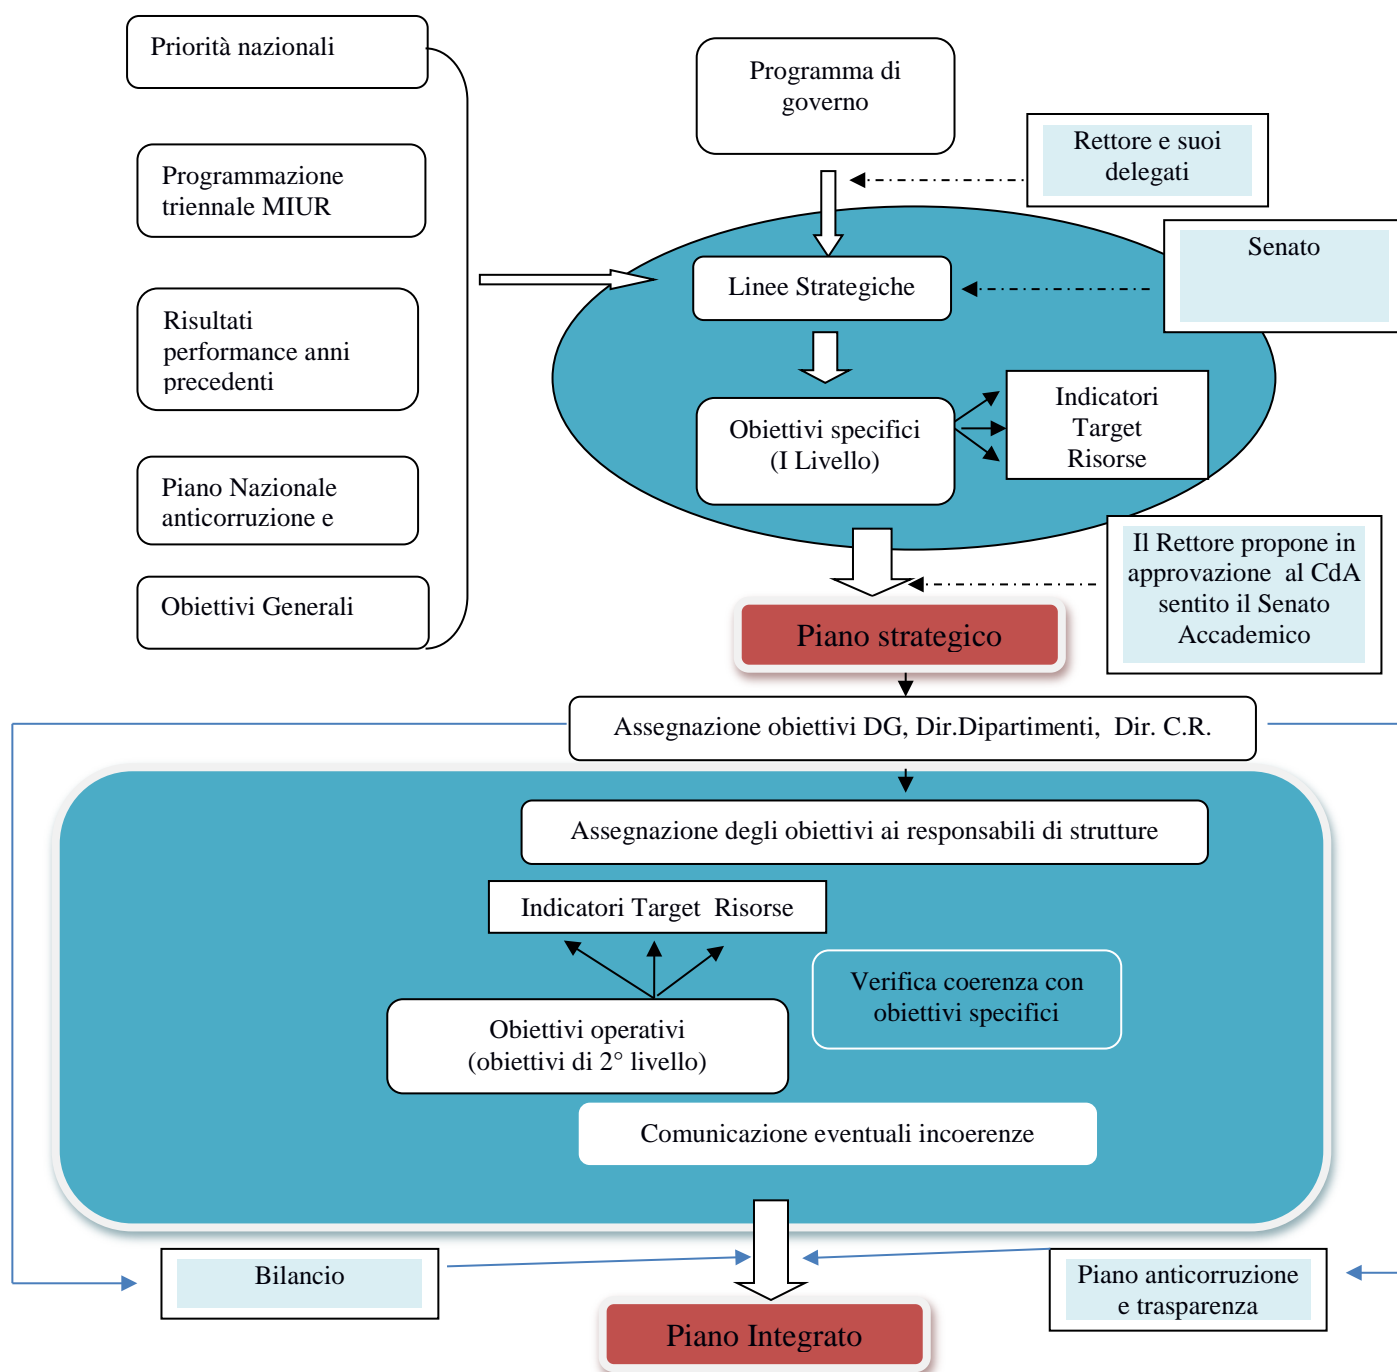 Priorità nazionali
Programmazione
triennale MIUR
Risultati
performance anni
precedenti
Piano Nazionale
anticorruzione e
Obiettivi Generali
Programma di
governo
Rettore e suoi
delegati
Senato
Linee Strategiche
Obiettivi specifici
(I Livello)
Indicatori
Target
Risorse
Il Rettore propone in
approvazione al CdA
sentito il Senato
Accademico
Piano strategico
Assegnazione obiettivi DG, Dir.Dipartimenti, Dir. C.R.
Assegnazione degli obiettivi ai responsabili di strutture
Indicatori Target Risorse
Verifica coerenza con
obiettivi specifici
Obiettivi operativi
(obiettivi di 2° livello)
Comunicazione eventuali incoerenze
Bilancio
Piano anticorruzione
e trasparenza
Piano Integrato